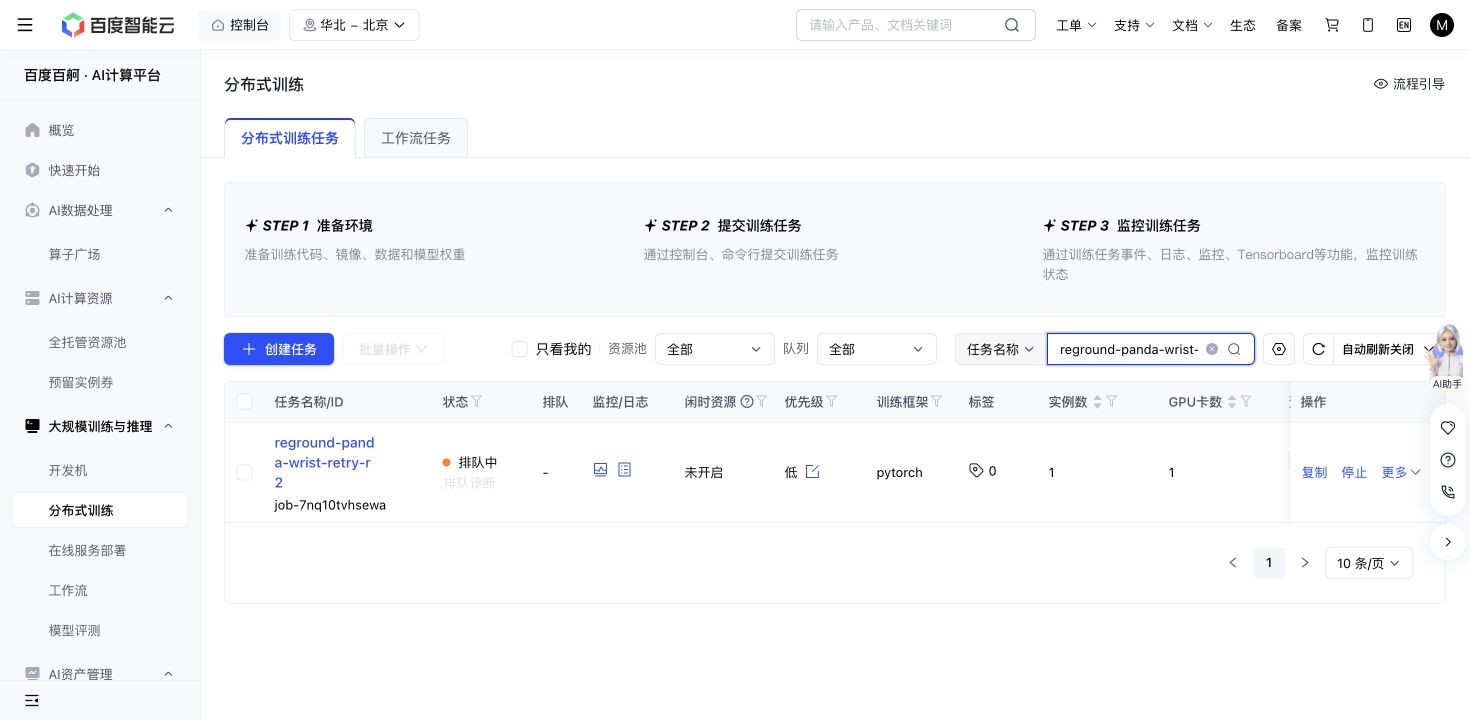 百度智能云
控制台
华北 – 北京
请输入产品、文档关键词
工单
支持
文档
生态
备案
EN
M
百度百舸 · AI计算平台
概览
快速开始
AI数据处理
算子广场
AI计算资源
全托管资源池
预留实例券
大规模训练与推理
开发机
分布式训练
在线服务部署
工作流
模型评测
AI资产管理
分布式训练
流程引导
分布式训练任务
工作流任务
STEP 1 准备环境
准备训练代码、镜像、数据和模型权重
STEP 2 提交训练任务
通过控制台、命令行提交训练任务
STEP 3 监控训练任务
通过训练任务事件、日志、监控、Tensorboard等功能，监控训练
状态
创建任务
批量操作
只看我的
资源池
全部
队列
全部
任务名称
reground-panda-wrist-
自动刷新关闭
AI助手
任务名称/ID
状态
排队
监控/日志
闲时资源
优先级
训练框架
标签
实例数
GPU卡数
操作
reground-pand
a-wrist-retry-r
2
job-7nq10tvhsewa
排队中
排队诊断
-
未开启
低
pytorch
0
1
1
复制
停止
更多
1
10 条/页